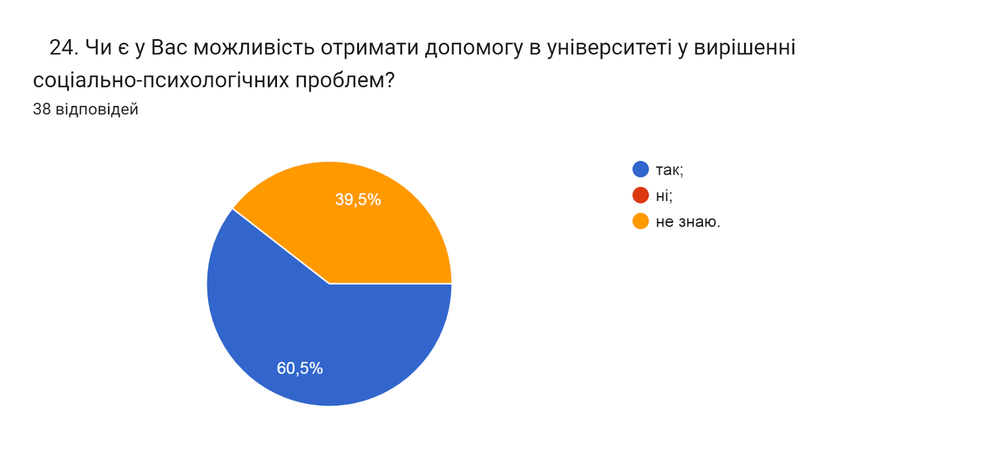 24. Чи є у Вас можливість отримати допомогу в університеті у вирішенні
соціально-психологічних проблем?
38 відповідей
39,5%
60,5%
так;
ні;
не знаю.